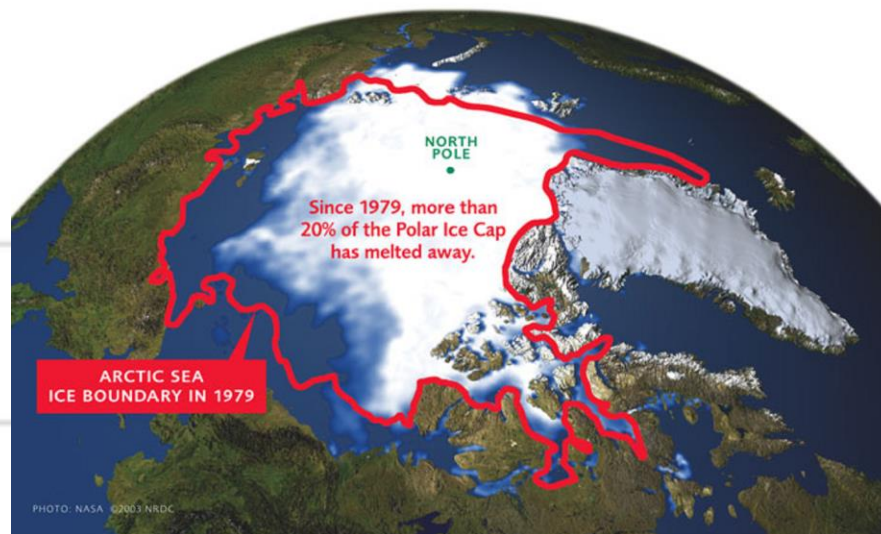 NORTH
POLE
Since 1979, more than
20% of the Polar Ice Cap
has melted away.
ARCTIC SEA
ICE BOUNDARY IN 1979
PHOTO: NASA ©2003 NRDC